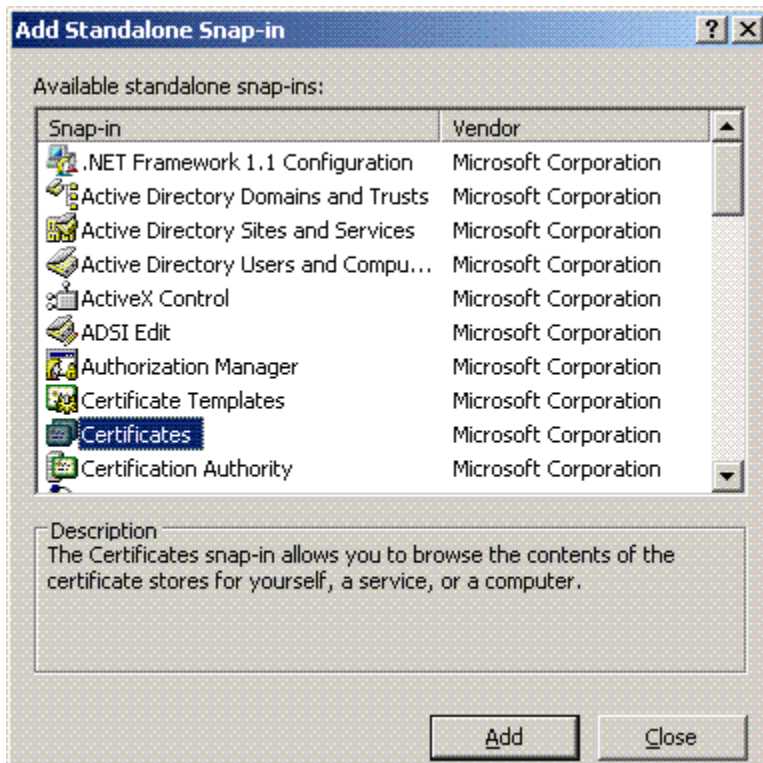 Add Standalone Snap-in
Available standalone snap-ins:
Snap-in Vendor
.NET Framework 1.1 Configuration Microsoft Corporation
Active Directory Domains and Trusts Microsoft Corporation
Active Directory Sites and Services Microsoft Corporation
Active Directory Users and Compu... Microsoft Corporation
ActiveX Control Microsoft Corporation
ADSI Edit Microsoft Corporation
Authorization Manager Microsoft Corporation
Certificate Templates Microsoft Corporation
Certificates Microsoft Corporation
Certification Authority Microsoft Corporation
Description
The Certificates snap-in allows you to browse the contents of the
certificate stores for yourself, a service, or a computer.
Add Close